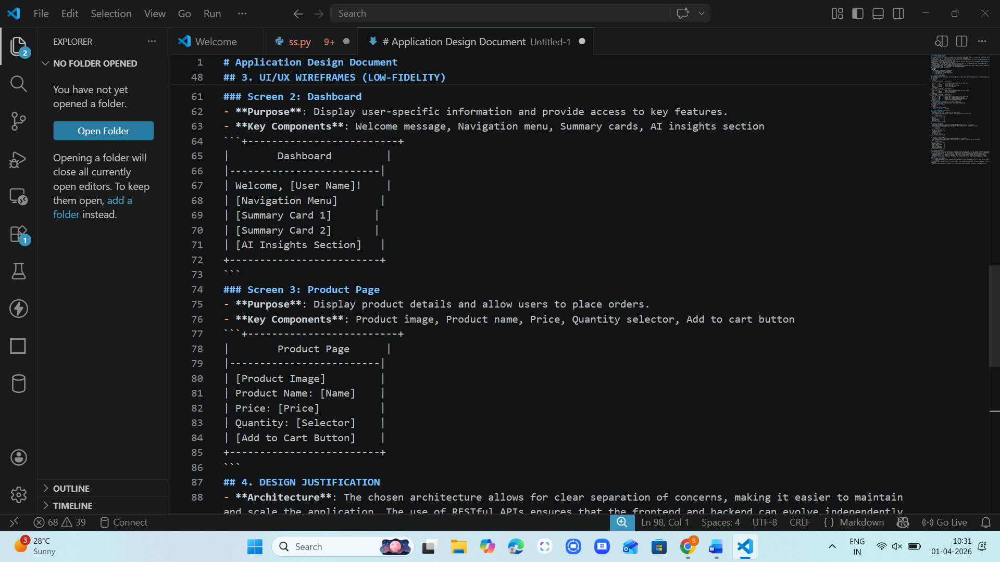 File Edit Selection View Go Run ··· Search
EXPLORER ···
Welcome
ss.py 9+
# Application Design Document Untitled-1
2
NO FOLDER OPENED
You have not yet
opened a folder.
Open Folder
Opening a folder will
close all currently
open editors. To keep
them open, add a
folder instead.
1
OUTLINE
TIMELINE
1 # Application Design Document
48 ## 3. UI/UX WIREFRAMES (LOW-FIDELITY)
61 ### Screen 2: Dashboard
62 - **Purpose**: Display user-specific information and provide access to key features.
63 - **Key Components**: Welcome message, Navigation menu, Summary cards, AI insights section
64 ```+-------------------------+
65 |        Dashboard         |
66 |-------------------------|
67 | Welcome, [User Name]!    |
68 | [Navigation Menu]       |
69 | [Summary Card 1]       |
70 | [Summary Card 2]       |
71 | [AI Insights Section]   |
72 +-------------------------+
73 ```
74 ### Screen 3: Product Page
75 - **Purpose**: Display product details and allow users to place orders.
76 - **Key Components**: Product image, Product name, Price, Quantity selector, Add to cart button
77 ```+-------------------------+
78 |        Product Page      |
79 |-------------------------|
80 | [Product Image]         |
81 | Product Name: [Name]    |
82 | Price: [Price]          |
83 | Quantity: [Selector]    |
84 | [Add to Cart Button]    |
85 +-------------------------+
86 ```
87 ## 4. DESIGN JUSTIFICATION
88 - **Architecture**: The chosen architecture allows for clear separation of concerns, making it easier to maintain
and scale the application. The use of RESTful APIs ensures that the frontend and backend can evolve independently
68 39 Connect Ln 98, Col 1 Spaces: 4 UTF-8 CRLF { } Markdown Go Live
3 28°C
Sunny
Search
S
ENG
IN
10:31
01-04-2026